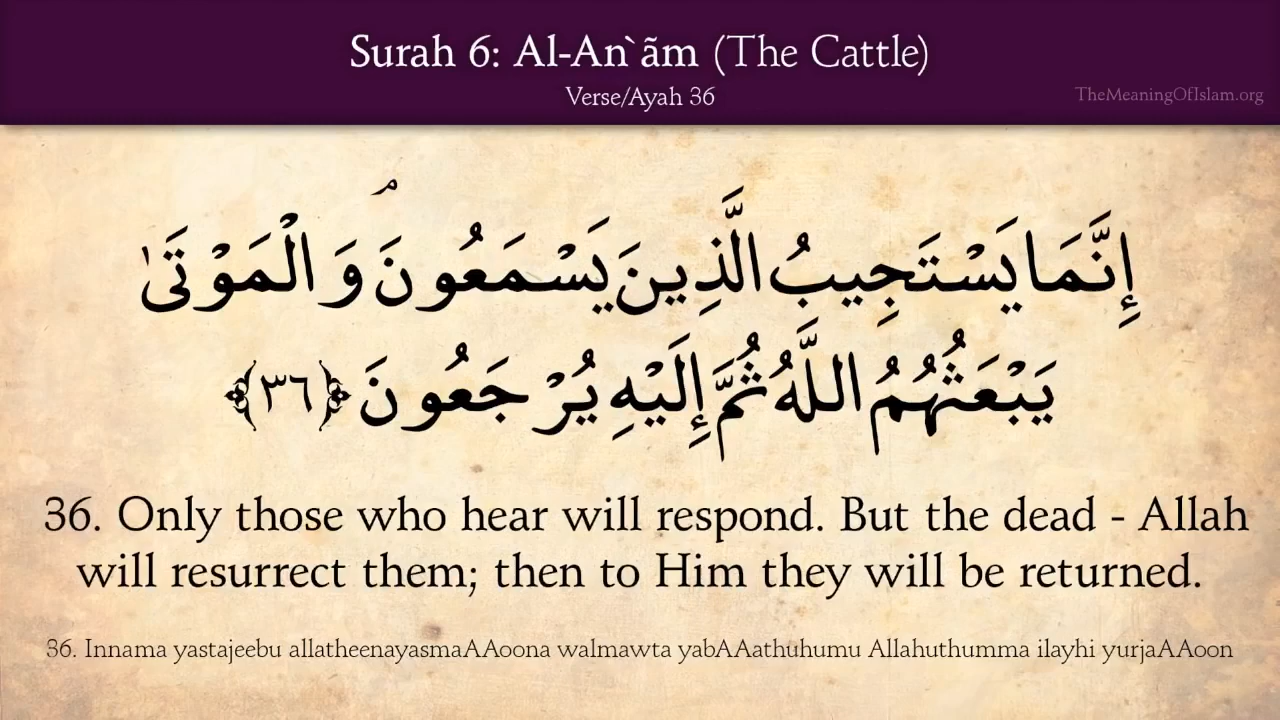 Surah 6: Al-An`ãm (The Cattle)
Verse/Ayah 36
TheMeaningOfIslam.org
إِنَّمَا يَسْتَجِيبُ الَّذِينَ يَسْمَعُونَ ۘ وَالْمَوْتَىٰ
يَبْعَثُهُمُ اللَّهُ ثُمَّ إِلَيْهِ يُرْجَعُونَ ﴿٣٦﴾
36. Only those who hear will respond. But the dead - Allah
will resurrect them; then to Him they will be returned.
36. Innama yastajeebu allatheenayasmaAAoona walmawta yabAAathuhumu Allahuthumma ilayhi yurjaAAoon